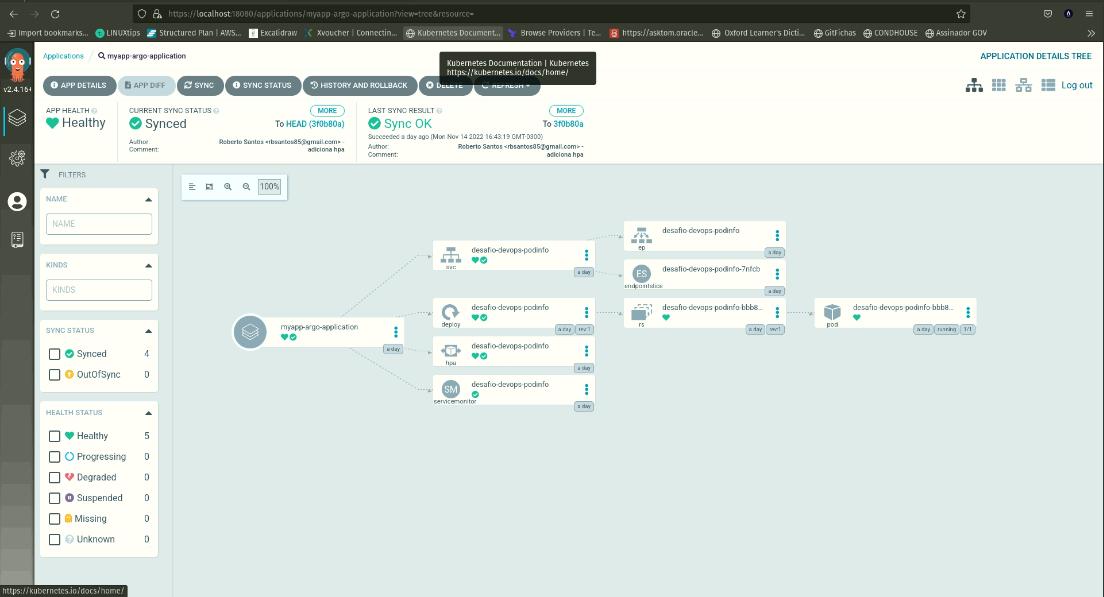 https://localhost:18080/applications/myapp-argo-application?view=tree&resource=
Import bookmarks... LINUXtips Structured Plan | AWS... Excalidraw Xvoucher | Connectin... Kubernetes Document... Browse Providers | Te... https://asktom.oracle... Oxford Learner's Dicti... GitFichas CONDHOUSE Assinador GOV
Applications / myapp-argo-application
APPLICATION DETAILS TREE
Kubernetes Documentation | Kubernetes
https://kubernetes.io/docs/home/
v2.4.16+
APP DETAILS APP DIFF SYNC SYNC STATUS HISTORY AND ROLLBACK DELETE REFRESH
Log out
APP HEALTH
Healthy
CURRENT SYNC STATUS MORE
Synced To HEAD (3f0b80a)
Author: Roberto Santos <rbsantos85@gmail.com> -
Comment: adiciona hpa
LAST SYNC RESULT MORE
Sync OK To 3f0b80a
Succeeded a day ago (Mon Nov 14 2022 16:43:19 GMT-0300)
Author: Roberto Santos <rbsantos85@gmail.com> -
Comment: adiciona hpa
FILTERS
NAME
NAME
KINDS
KINDS
SYNC STATUS
Synced 4
OutOfSync 0
HEALTH STATUS
Healthy 5
Progressing 0
Degraded 0
Suspended 0
Missing 0
Unknown 0
100%
myapp-argo-application
a day
desafio-devops-podinfo
svc
a day
desafio-devops-podinfo
deploy
a day rev:1
desafio-devops-podinfo
hpa
a day
SM
desafio-devops-podinfo
servicemonitor
a day
desafio-devops-podinfo
ep
a day
ES
desafio-devops-podinfo-7nfcb
endpointslice
a day
desafio-devops-podinfo-bbb8...
rs
a day rev:1
desafio-devops-podinfo-bbb8...
pod
a day running 1/1
https://kubernetes.io/docs/home/